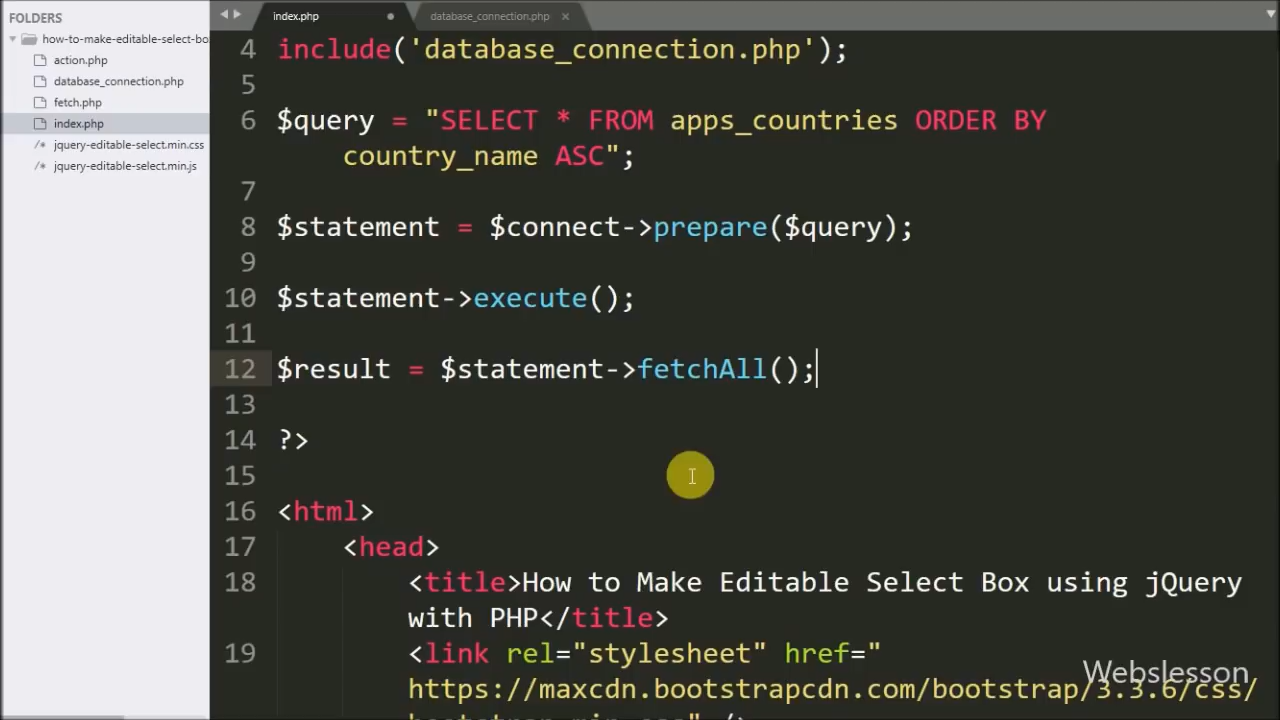 FOLDERS
how-to-make-editable-select-bo
action.php
database_connection.php
fetch.php
index.php
/* jquery-editable-select.min.css
/* jquery-editable-select.min.js
index.php
database_connection.php ×
4 include('database_connection.php');
5
6 $query = "SELECT * FROM apps_countries ORDER BY
country_name ASC";
7
8 $statement = $connect->prepare($query);
9
10 $statement->execute();
11
12 $result = $statement->fetchAll();
13
14 ?>
15
16 <html>
17 <head>
18 <title>How to Make Editable Select Box using jQuery
with PHP</title>
19 <link rel="stylesheet" href="
https://maxcdn.bootstrapcdn.com/bootstrap/3.3.6/css/
bootstrap.min.css" />
Webslesson